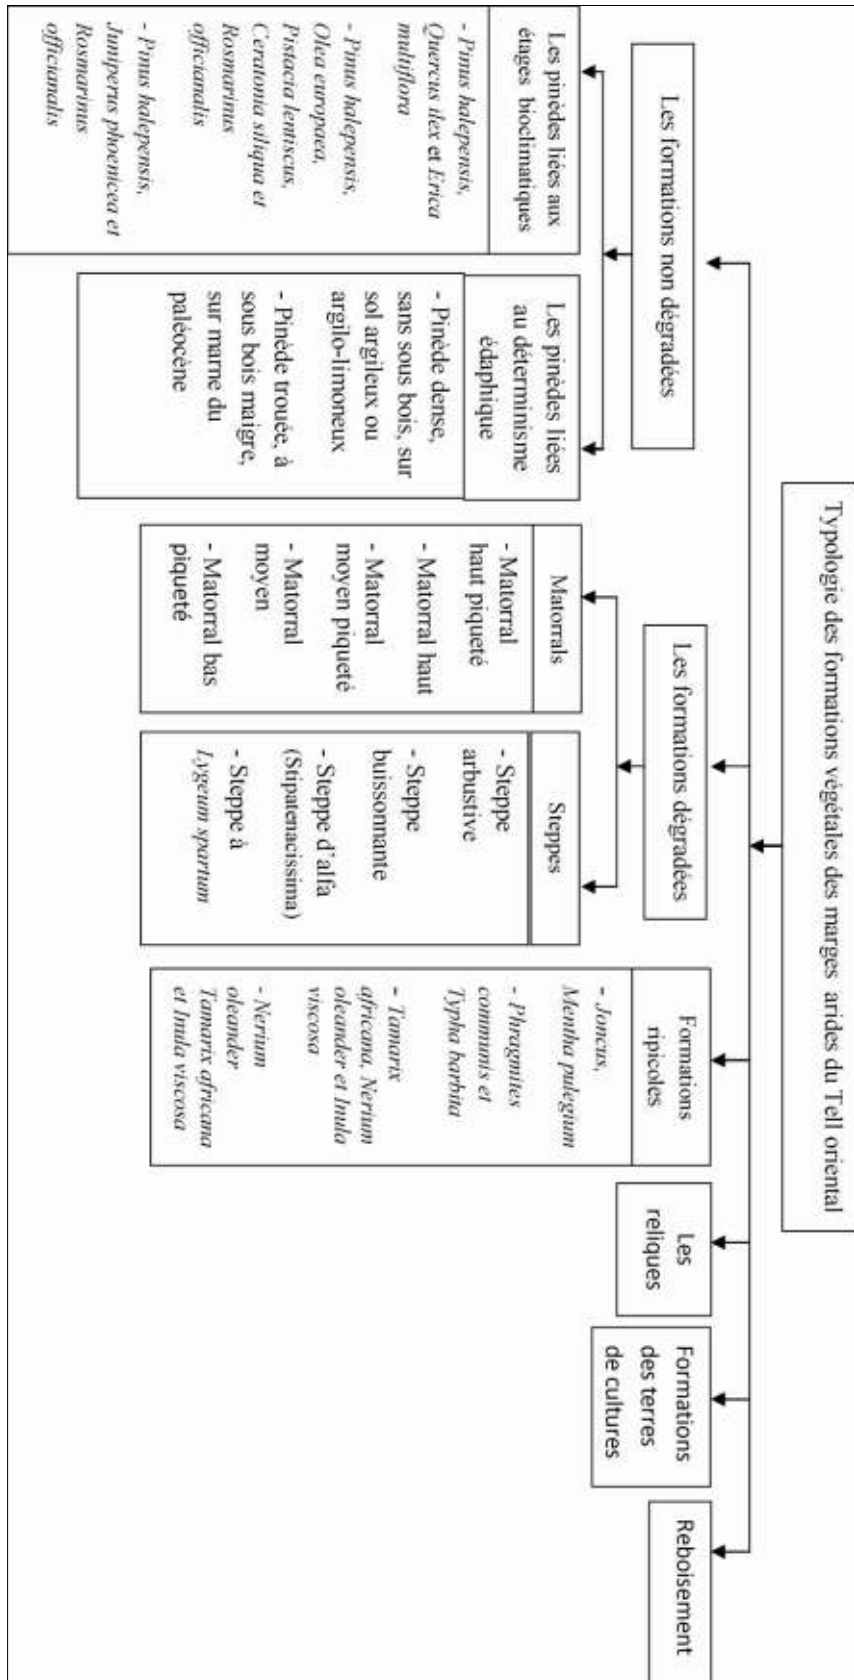 Typologie des formations végétales des marges arides du Tell oriental
Les formations non dégradées
Les pinèdes liées aux
étages bioclimatiques
- Pinus halepensis,
Quercus ilex et Erica
multiflora
- Pinus halepensis,
Olea europaea,
Pistacia lentiscus,
Ceratonia siliqua et
Rosmarinus
officianalis
- Pinus halepensis,
Juniperus phoenicea et
Rosmarinus
officianalis
Les pinèdes liées
au déterminisme
édaphique
- Pinède dense,
sans sous bois, sur
sol argileux ou
argilo-limoneux
- Pinède trouée, à
sous bois maigre,
sur marne du
paléocène
Les formations dégradées
Matorrals
- Matorral
haut piqueté
- Matorral haut
- Matorral
moyen piqueté
- Matorral
moyen
- Matorral bas
piqueté
Steppes
- Steppe
arbustive
- Steppe
buissonnante
- Steppe d'alfa
(Stipatenacissima)
- Steppe à
Lygeum spartum
Formations
ripicoles
- Joncus,
Mentha pulegium
- Phragmites
communis et
Typha barbita
- Tamarix
africana, Nerium
oleander et Inula
viscosa
- Nerium
oleander
Tamarix africana
et Inula viscosa
Les
reliques
Formations
des terres
de cultures
Reboisement